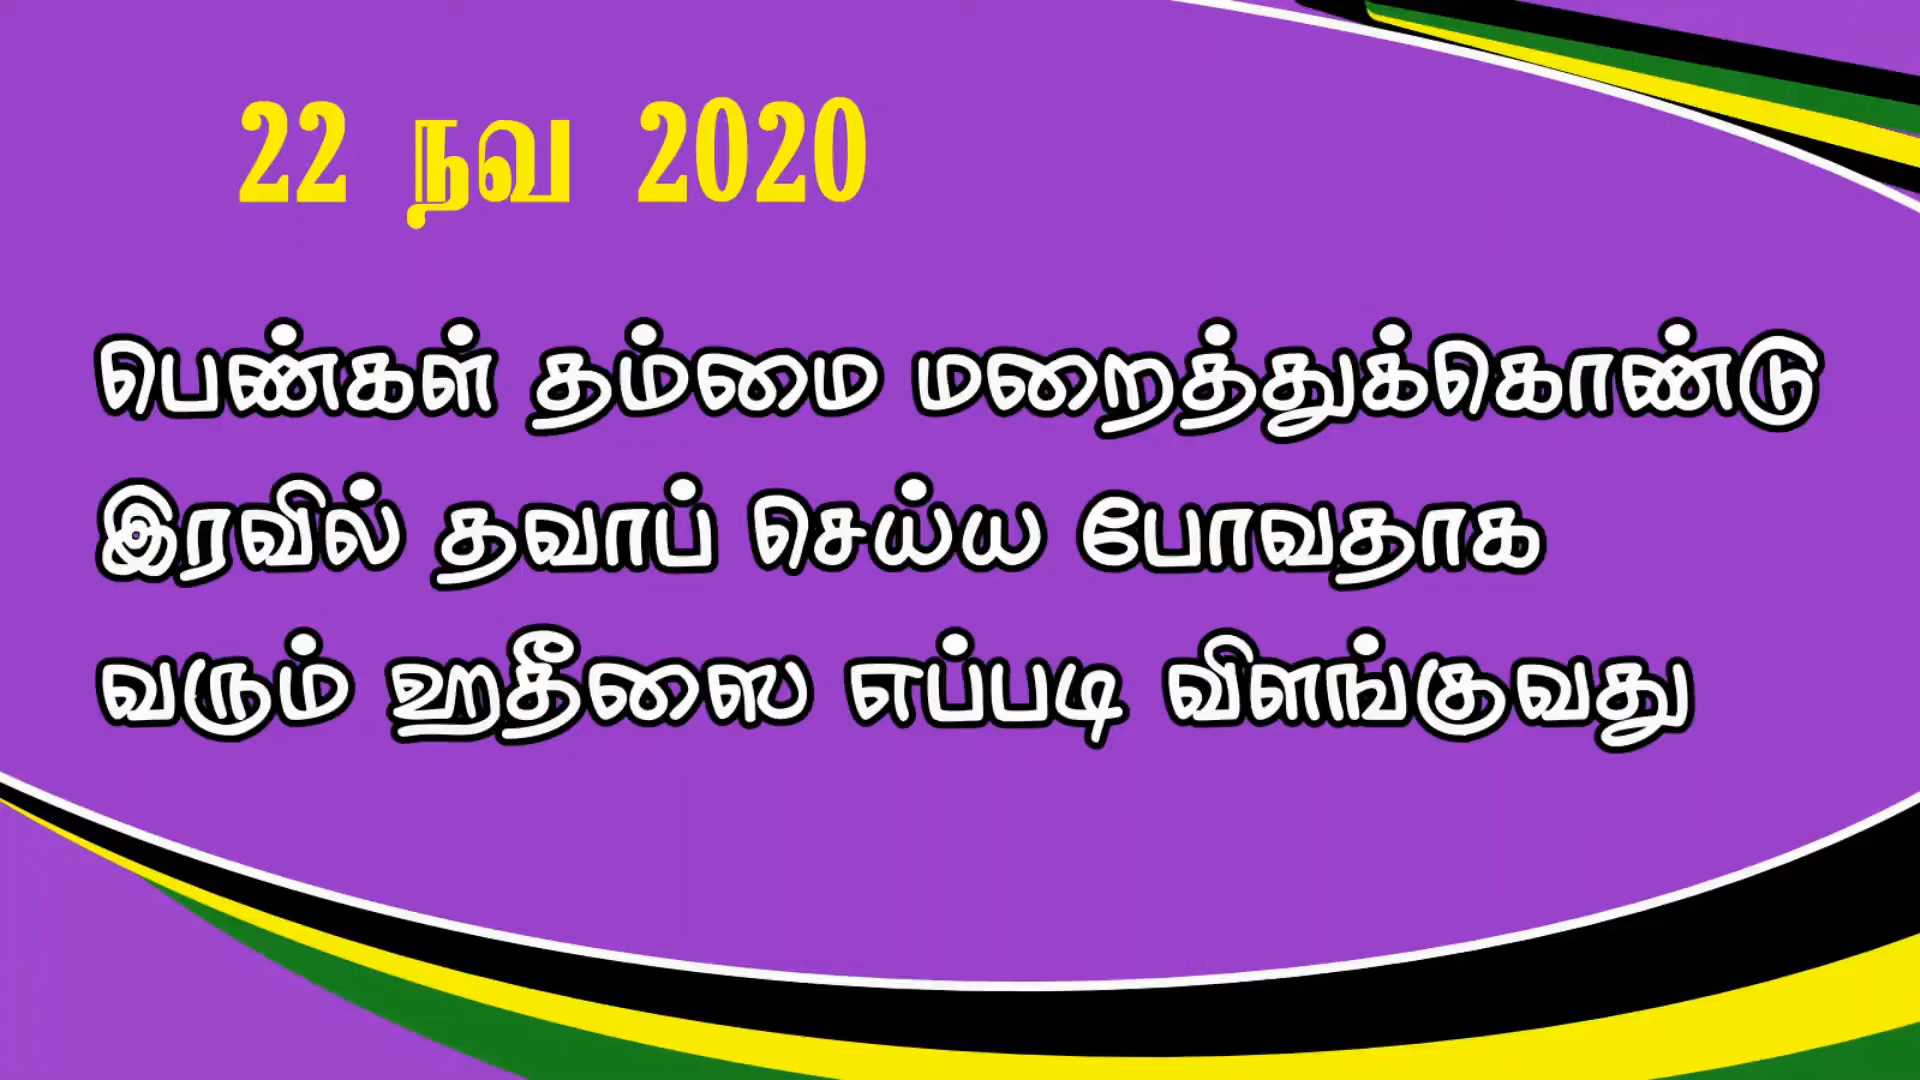 22 நவ 2020
பெண்கள் தம்மை மறைத்துக்கொண்டு
இரவில் தவாப் செய்ய போவதாக
வரும் ஹதீஸை எப்படி விளங்குவது